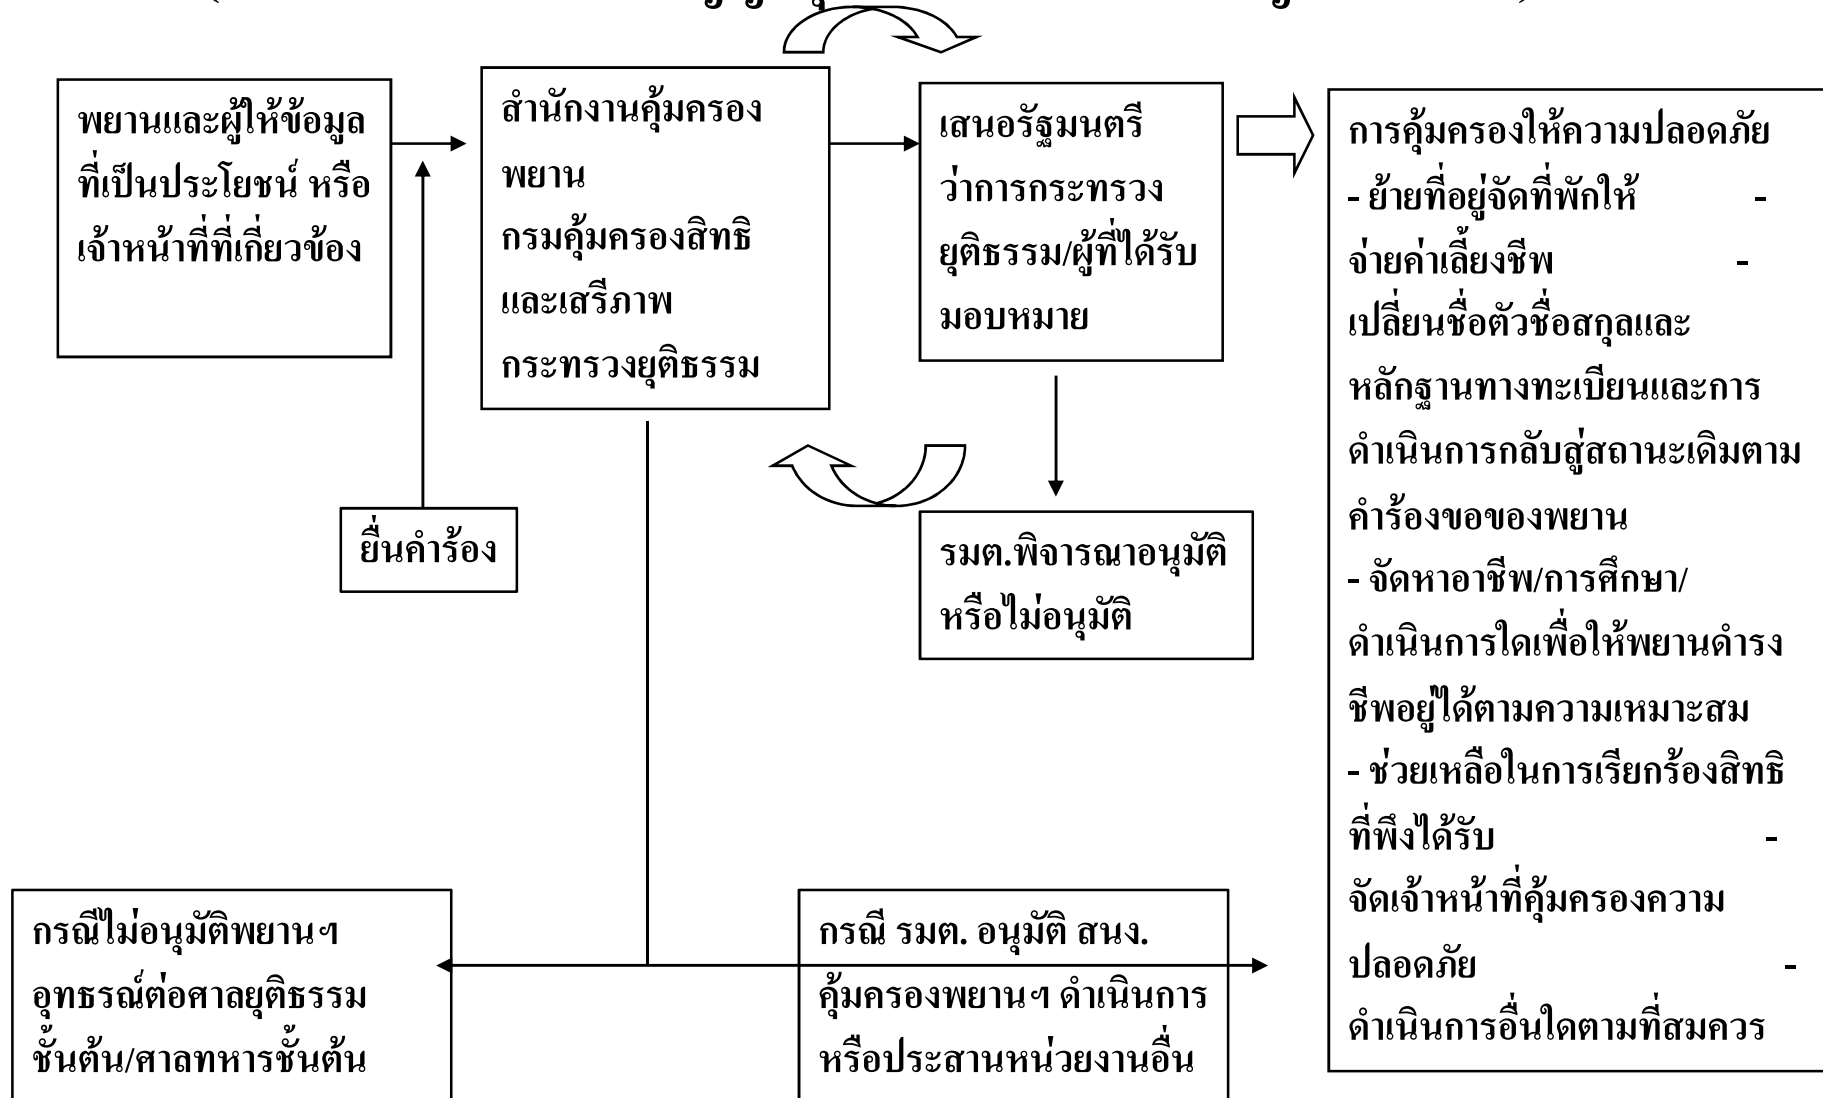 พยานและผู้ให้ข้อมูล
ที่เป็นประโยชน์ หรือ
เจ้าหน้าที่ที่เกี่ยวข้อง
สำนักงานคุ้มครอง
พยาน
กรมคุ้มครองสิทธิ
และเสรีภาพ
กระทรวงยุติธรรม
เสนอรัฐมนตรี
ว่าการกระทรวง
ยุติธรรม/ผู้ที่ได้รับ
มอบหมาย
การคุ้มครองให้ความปลอดภัย
- ย้ายที่อยู่จัดที่พักให้ -
จ่ายค่าเลี้ยงชีพ -
เปลี่ยนชื่อตัวชื่อสกุลและ
หลักฐานทางทะเบียนและการ
ดำเนินการกลับสู่สถานะเดิมตาม
คำร้องขอของพยาน
- จัดหาอาชีพ/การศึกษา/
ดำเนินการใดเพื่อให้พยานดำรง
ชีพอยู่ได้ตามความเหมาะสม
- ช่วยเหลือในการเรียกร้องสิทธิ
ที่พึงได้รับ -
จัดเจ้าหน้าที่คุ้มครองความ
ปลอดภัย -
ดำเนินการอื่นใดตามที่สมควร
ยื่นคำร้อง
รมต.พิจารณาอนุมัติ
หรือไม่อนุมัติ
กรณีไม่อนุมัติพยานฯ
อุทธรณ์ต่อศาลยุติธรรม
ชั้นต้น/ศาลทหารชั้นต้น
กรณี รมต. อนุมัติ สนง.
คุ้มครองพยานฯ ดำเนินการ
หรือประสานหน่วยงานอื่น